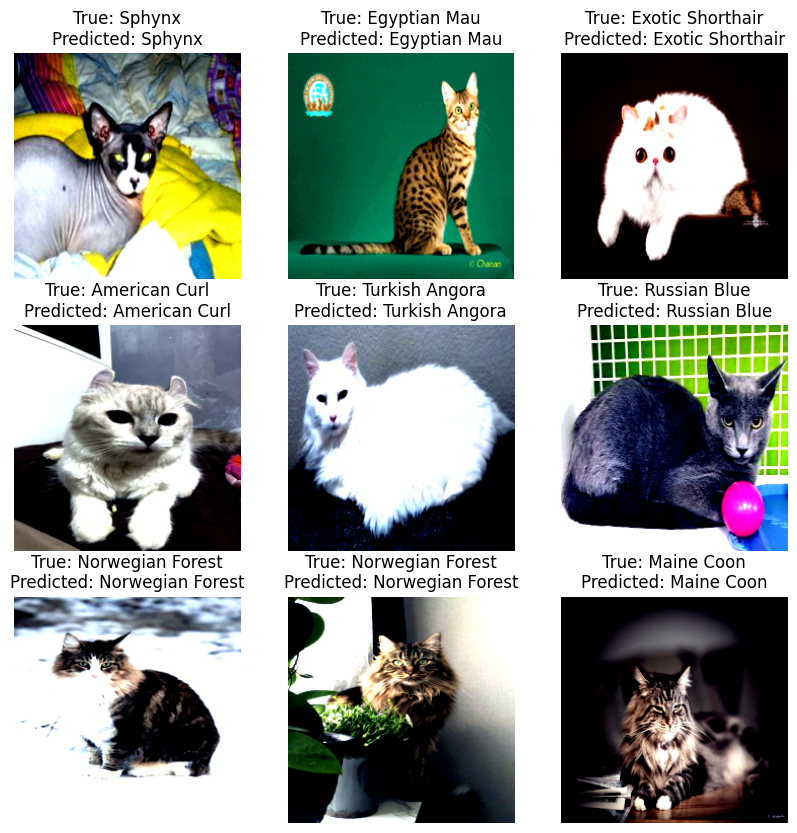 True: Sphynx
Predicted: Sphynx
True: Egyptian Mau
Predicted: Egyptian Mau
True: Exotic Shorthair
Predicted: Exotic Shorthair
© Chanan
True: American Curl
Predicted: American Curl
True: Turkish Angora
Predicted: Turkish Angora
True: Russian Blue
Predicted: Russian Blue
True: Norwegian Forest
Predicted: Norwegian Forest
True: Norwegian Forest
Predicted: Norwegian Forest
True: Maine Coon
Predicted: Maine Coon